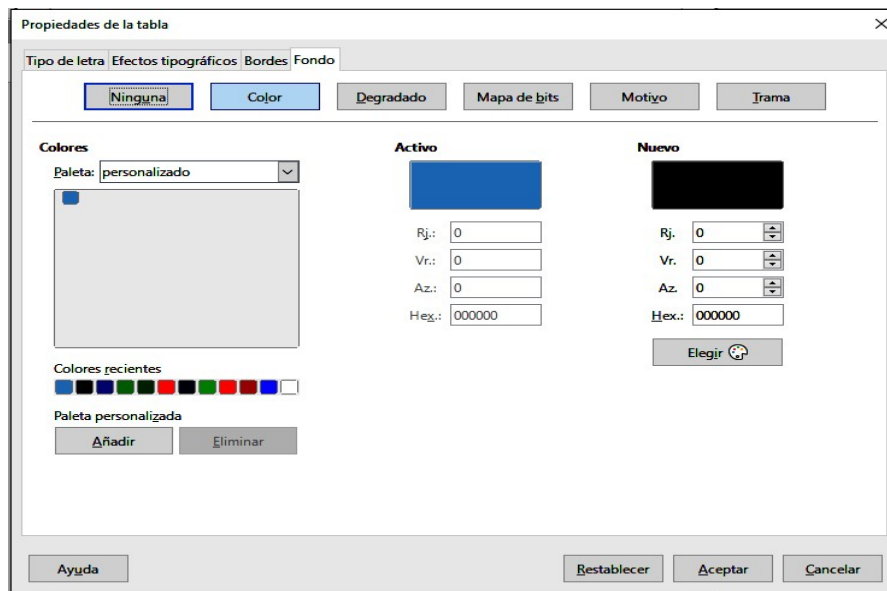 Propiedades de la tabla
Tipo de letra Efectos tipográficos Bordes Fondo
Ninguna Color Degradado Mapa de bits Motivo Trama
Colores Activo Nuevo
Paleta: personalizado
Rj.: 0 Rj. 0
Vr.: 0 Vr. 0
Az.: 0 Az. 0
Hex.: 000000 Hex.: 000000
Elegir
Colores recientes
Paleta personalizada
Añadir Eliminar
Ayuda Restablecer Aceptar Cancelar